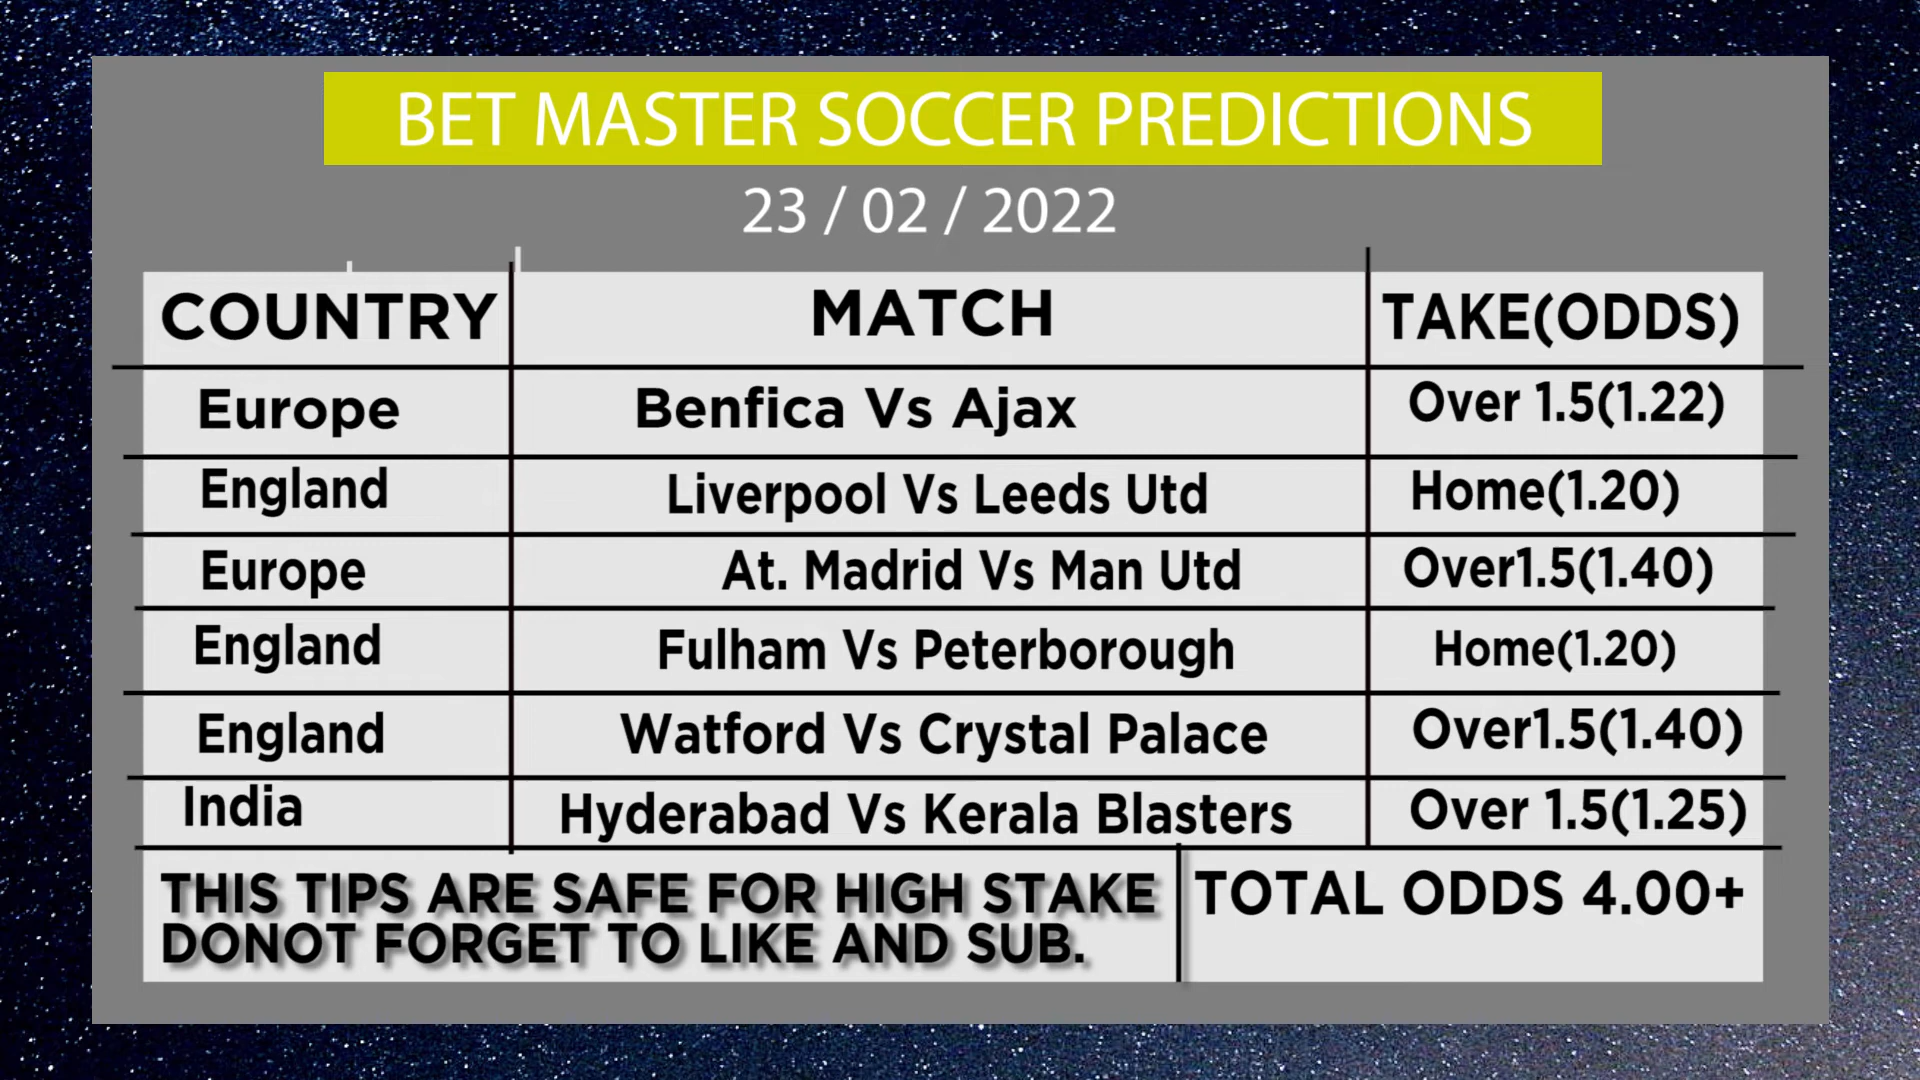 BET MASTER SOCCER PREDICTIONS
23 / 02 / 2022
COUNTRY MATCH TAKE(ODDS)
Europe Benfica Vs Ajax Over 1.5(1.22)
England Liverpool Vs Leeds Utd Home(1.20)
Europe At. Madrid Vs Man Utd Over1.5(1.40)
England Fulham Vs Peterborough Home(1.20)
England Watford Vs Crystal Palace Over1.5(1.40)
India Hyderabad Vs Kerala Blasters Over 1.5(1.25)
THIS TIPS ARE SAFE FOR HIGH STAKE TOTAL ODDS 4.00+
DONOT FORGET TO LIKE AND SUB.